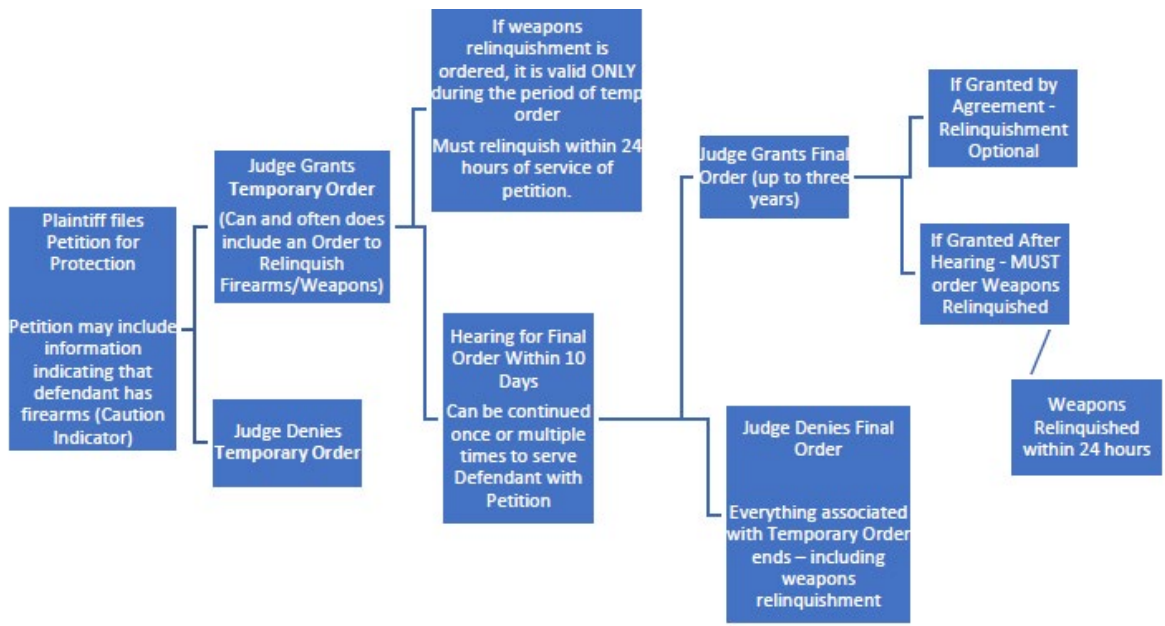 Plaintiff files
Petition for
Protection
Petition may include
information
indicating that
defendant has
firearms (Caution
Indicator)
Judge Grants
Temporary Order
(Can and often does
include an Order to
Relinquish
Firearms/Weapons)
Judge Denies
Temporary Order
If weapons
relinquishment is
ordered, it is valid ONLY
during the period of temp
order
Must relinquish within 24
hours of service of
petition.
Hearing for Final
Order Within 10
Days
Can be continued
once or multiple
times to serve
Defendant with
Petition
Judge Grants Final
Order (up to three
years)
Judge Denies Final
Order
Everything associated
with Temporary Order
ends – including
weapons
relinquishment
If Granted by
Agreement -
Relinquishment
Optional
If Granted After
Hearing - MUST
order Weapons
Relinquished
Weapons
Relinquished
within 24 hours